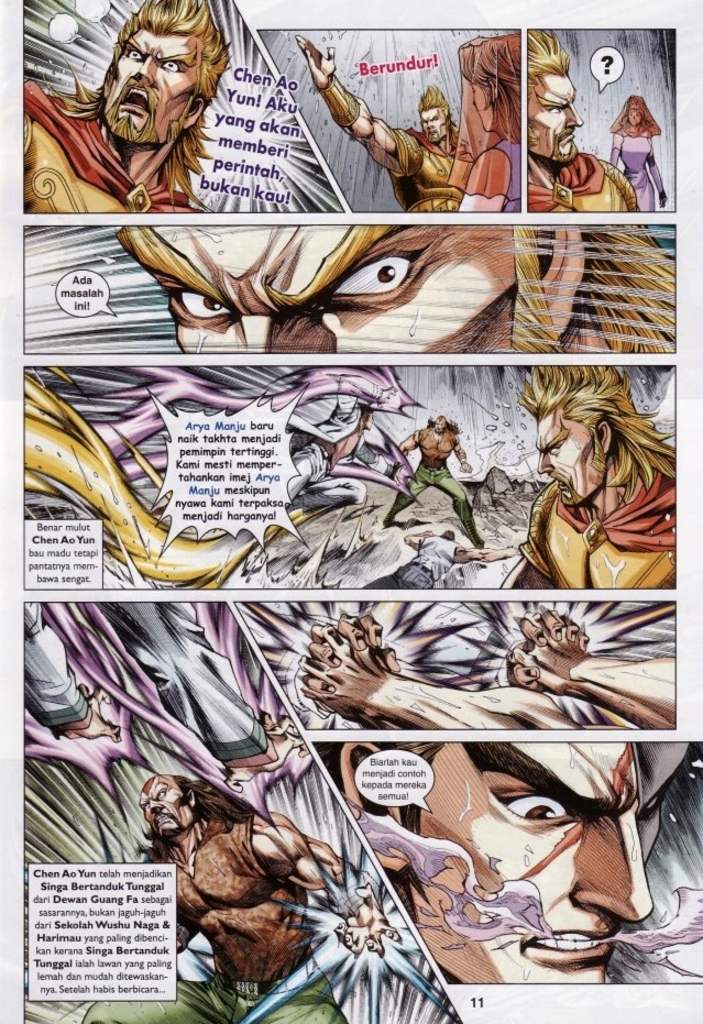 Chen Ao
Yun! Aku
yang akan
memberi
perintah,
bukan kau!
Berundur!
?
Ada
masalah
ini!
Arya Manju baru
naik takhta menjadi
pemimpin tertinggi.
Kami mesti memper-
tahankan imej Arya
Manju meskipun
nyawa kami terpaksa
menjadi harganya!
Benar mulut
Chen Ao Yun
bau madu tetapi
pantatnya mem-
bawa sengat.
Biarlah kau
menjadi contoh
kepada mereka
semua!
Chen Ao Yun telah menjadikan
Singa Bertanduk Tunggal
dari Dewan Guang Fa sebagai
sasarannya, bukan jaguh-jaguh
dari Sekolah Wushu Naga &
Harimau yang paling dibenci-
kan kerana Singa Bertanduk
Tunggal ialah lawan yang paling
lemah dan mudah ditewaskan-
nya. Setelah habis berbicara...
11